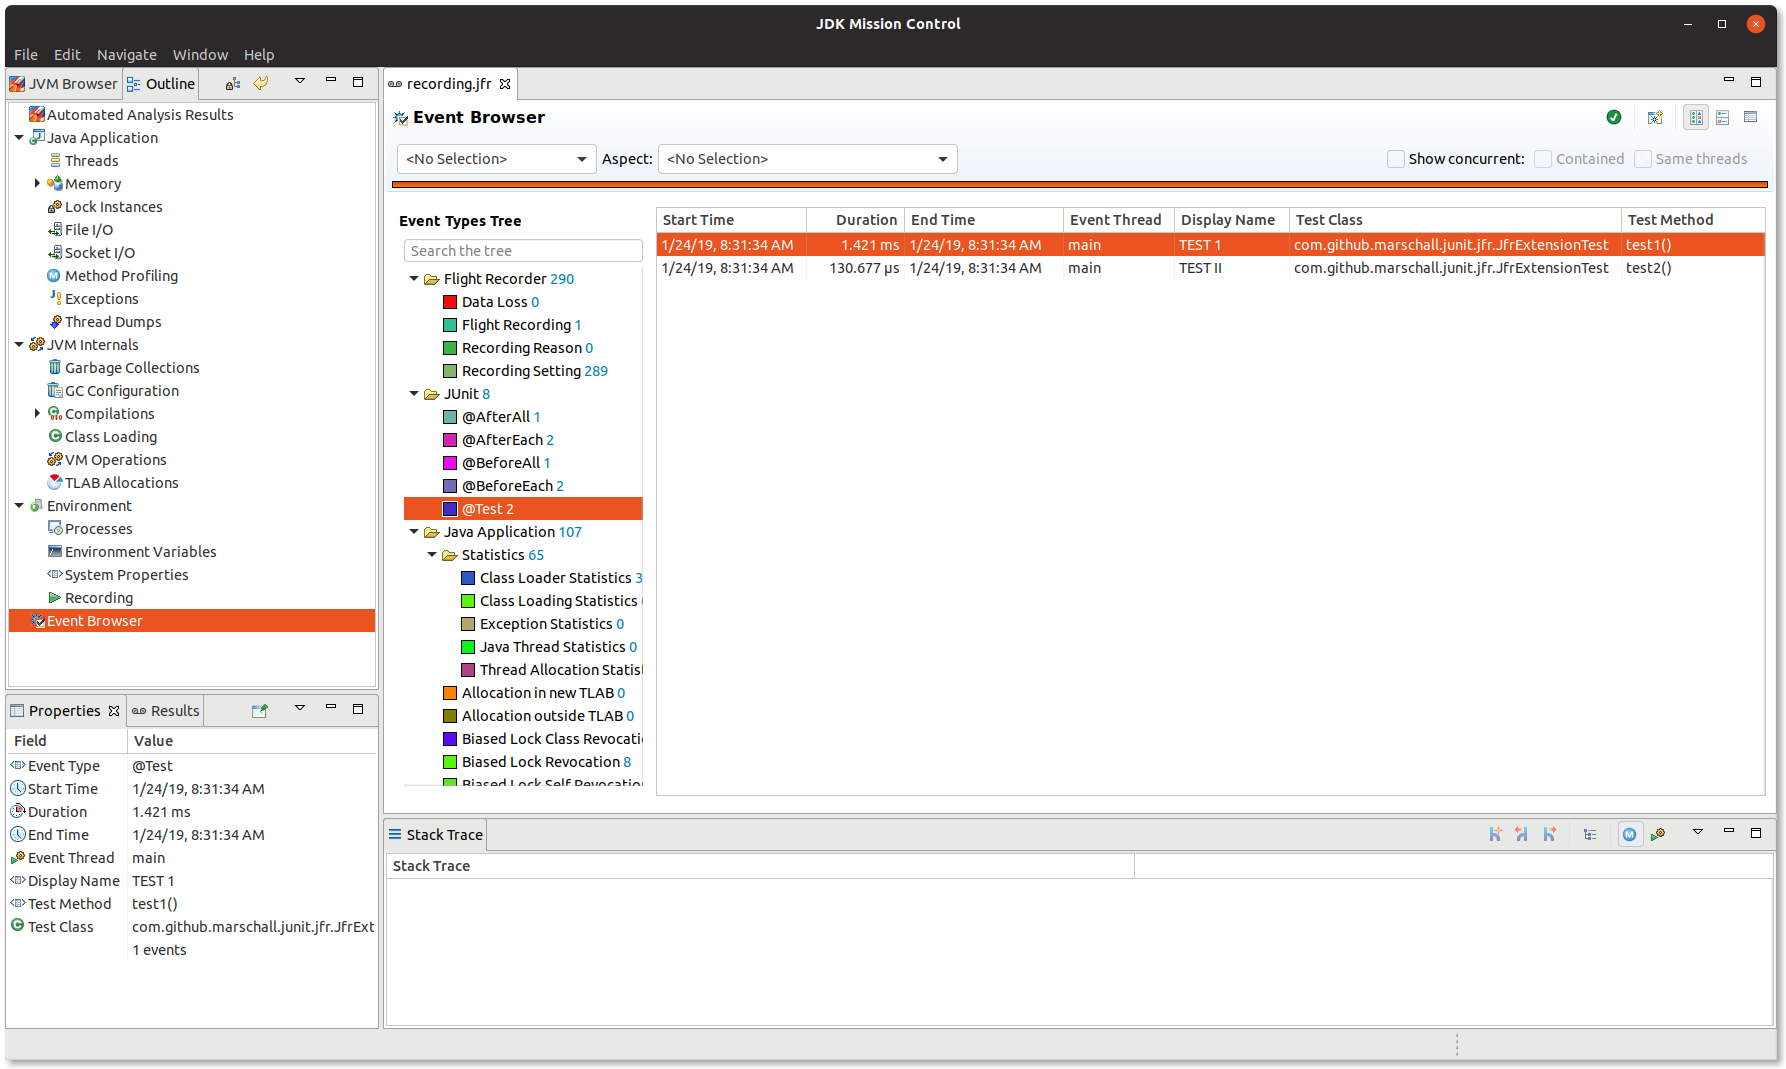 JDK Mission Control
File Edit Navigate Window Help
JVM Browser Outline
Automated Analysis Results
Java Application
Threads
Memory
Lock Instances
File I/O
Socket I/O
Method Profiling
Exceptions
Thread Dumps
JVM Internals
Garbage Collections
GC Configuration
Compilations
Class Loading
VM Operations
TLAB Allocations
Environment
Processes
Environment Variables
System Properties
Recording
Event Browser
Properties Results
Field Value
Event Type @Test
Start Time 1/24/19, 8:31:34 AM
Duration 1.421 ms
End Time 1/24/19, 8:31:34 AM
Event Thread main
Display Name TEST 1
Test Method test1()
Test Class com.github.marschall.junit.jfr.JfrExt
1 events
recording.jfr
Event Browser
<No Selection> Aspect: <No Selection> Show concurrent: Contained Same threads
Event Types Tree
Search the tree
Flight Recorder 290
Data Loss 0
Flight Recording 1
Recording Reason 0
Recording Setting 289
JUnit 8
@AfterAll 1
@AfterEach 2
@BeforeAll 1
@BeforeEach 2
@Test 2
Java Application 107
Statistics 65
Class Loader Statistics 3
Class Loading Statistics
Exception Statistics 0
Java Thread Statistics 0
Thread Allocation Statist
Allocation in new TLAB 0
Allocation outside TLAB 0
Biased Lock Class Revocati
Biased Lock Revocation 8
Biased Lock Self Revocation
Start Time Duration End Time Event Thread Display Name Test Class Test Method
1/24/19, 8:31:34 AM 1.421 ms 1/24/19, 8:31:34 AM main TEST 1 com.github.marschall.junit.jfr.JfrExtensionTest test1()
1/24/19, 8:31:34 AM 130.677 µs 1/24/19, 8:31:34 AM main TEST II com.github.marschall.junit.jfr.JfrExtensionTest test2()
Stack Trace
Stack Trace